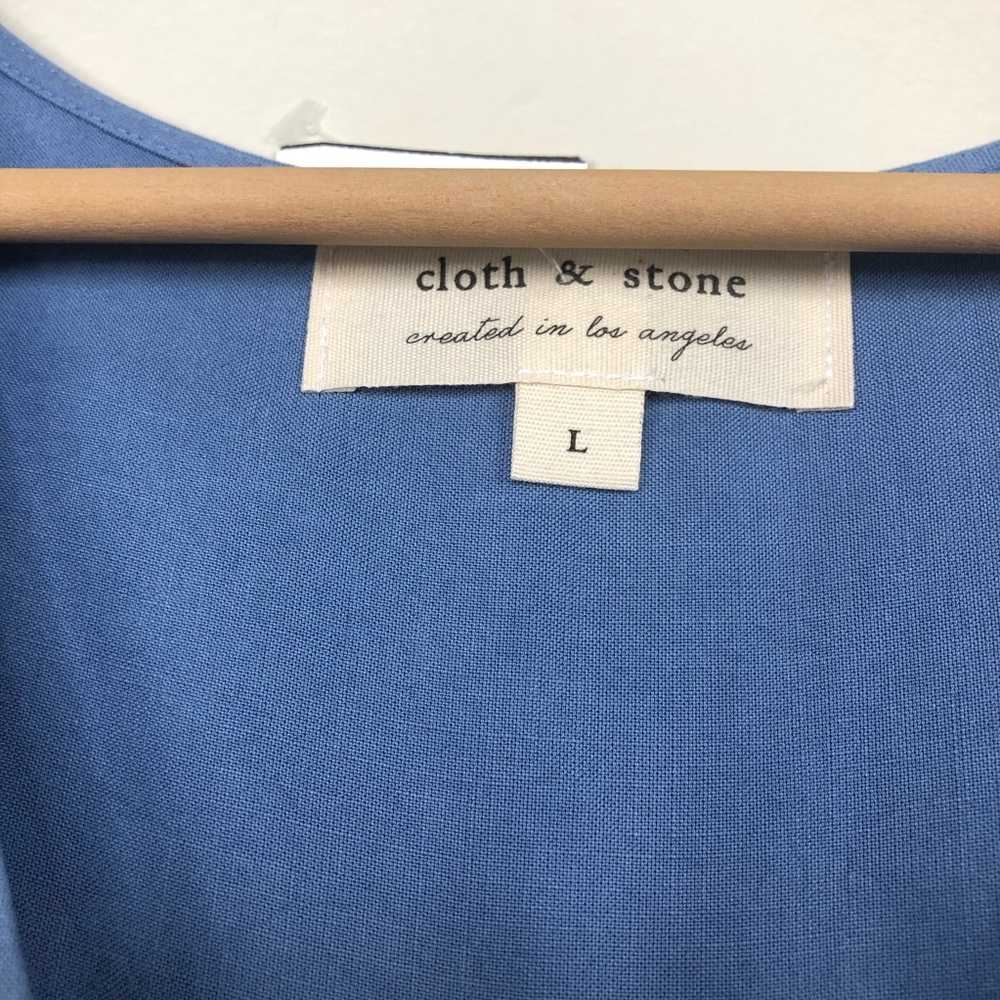 cloth & stone
created in los angeles
L